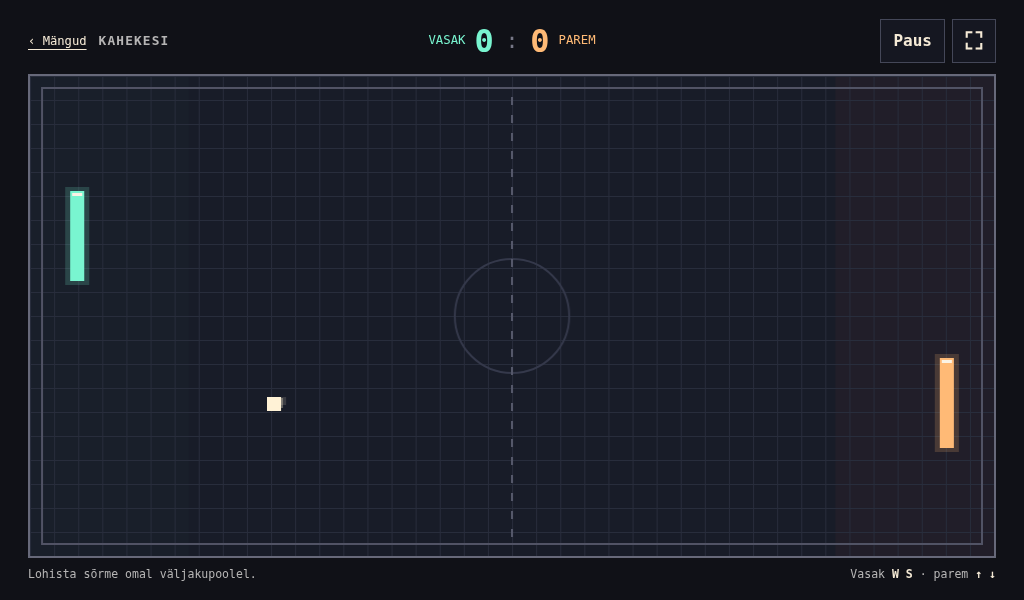 ‹ Mängud KAHEKESI VASAK 0 : 0 PAREM Paus
Lohista sõrme omal väljakupoolel. Vasak W S · parem ↑ ↓